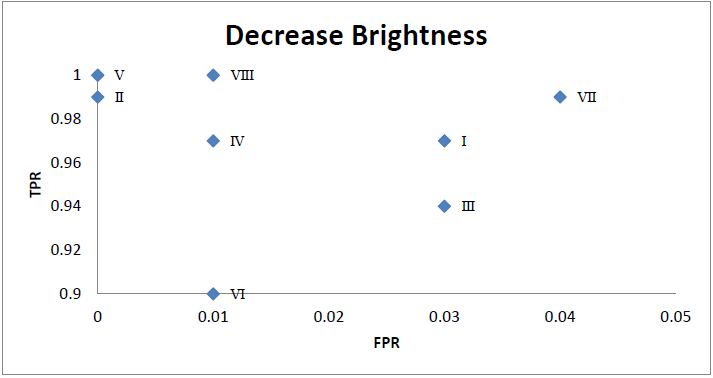 Decrease Brightness
1
V
VIII
II
VII
0.98
IV
I
0.96
TPR
0.94
III
0.92
0.9
VI
0
0.01
0.02
0.03
0.04
0.05
FPR